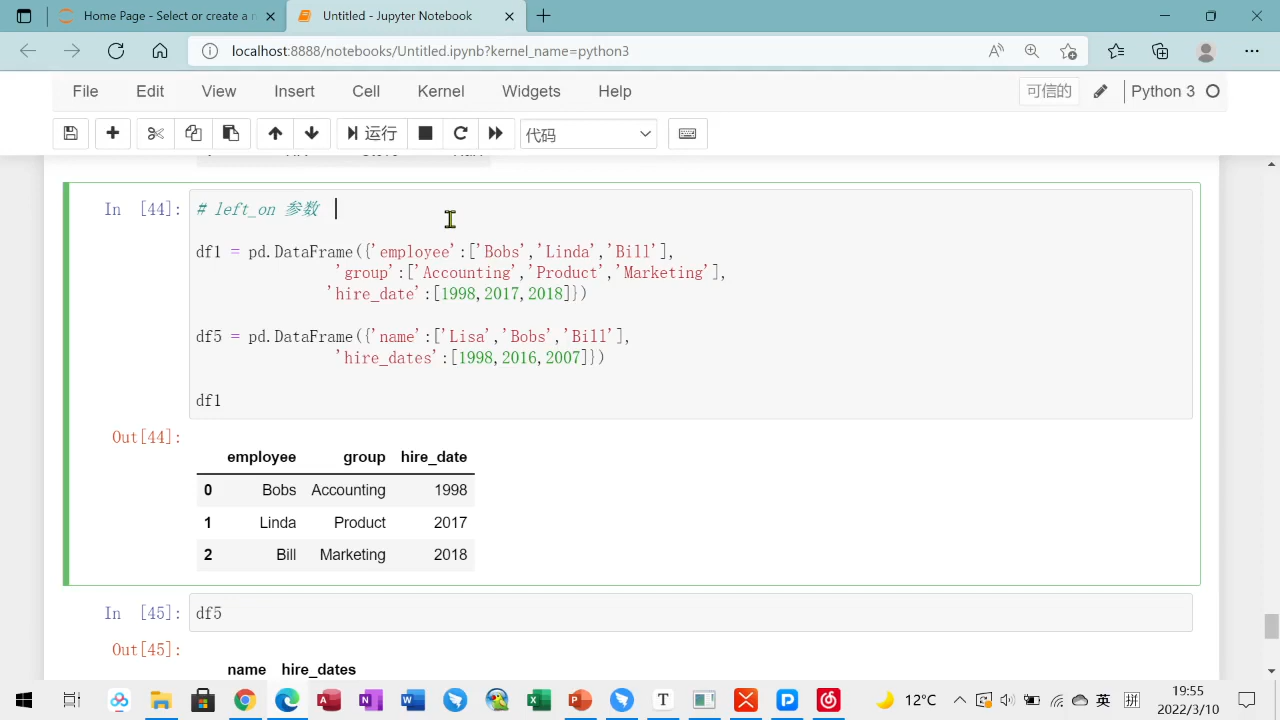 Home Page - Select or create a n
Untitled - Jupyter Notebook
localhost:8888/notebooks/Untitled.ipynb?kernel_name=python3
File Edit View Insert Cell Kernel Widgets Help 可信的 Python 3
运行 代码
In [44]:
# left_on 参数
df1 = pd.DataFrame({'employee':['Bobs','Linda','Bill'],
'group':['Accounting','Product','Marketing'],
'hire_date':[1998,2017,2018]})
df5 = pd.DataFrame({'name':['Lisa','Bobs','Bill'],
'hire_dates':[1998,2016,2007]})
df1
Out[44]:
employee group hire_date
0 Bobs Accounting 1998
1 Linda Product 2017
2 Bill Marketing 2018
In [45]: df5
Out[45]:
name hire_dates
12°C 英 拼 19:55
2022/3/10